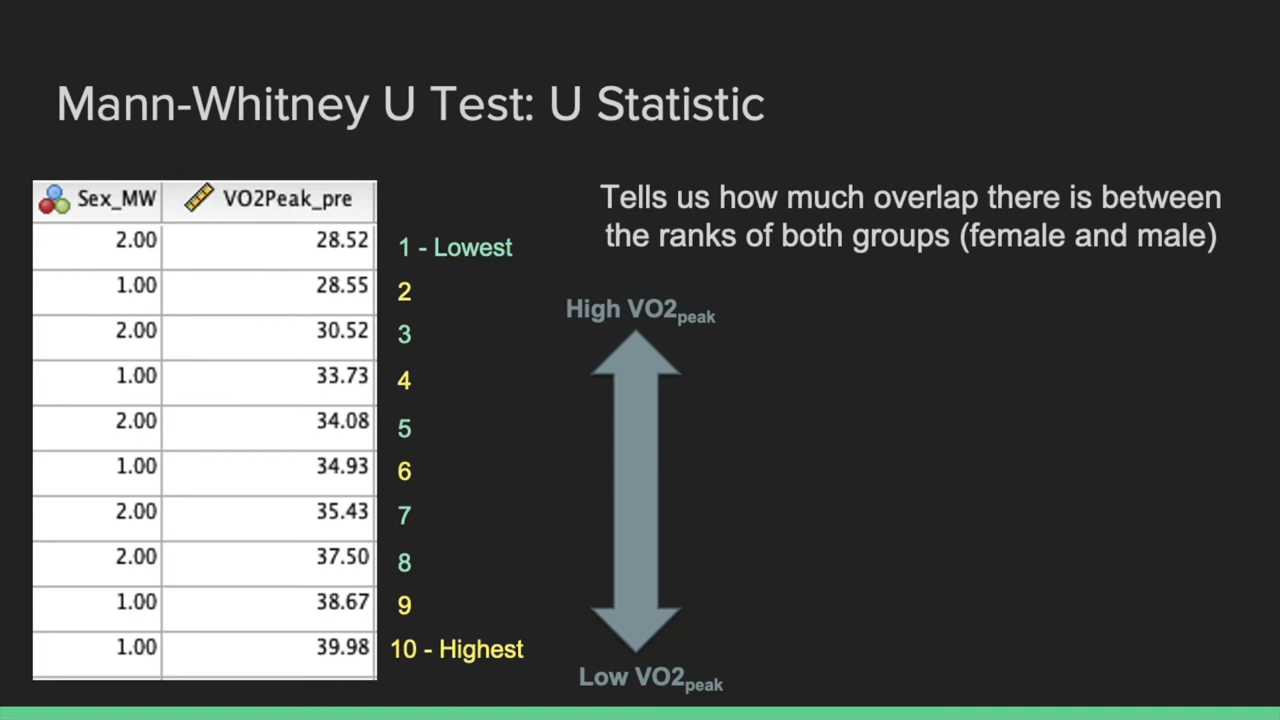 Mann-Whitney U Test: U Statistic
Sex_MW VO2Peak_pre
2.00 28.52 1 - Lowest
1.00 28.55 2
2.00 30.52 3
1.00 33.73 4
2.00 34.08 5
1.00 34.93 6
2.00 35.43 7
2.00 37.50 8
1.00 38.67 9
1.00 39.98 10 - Highest
Tells us how much overlap there is between
the ranks of both groups (female and male)
High VO2peak
Low VO2peak